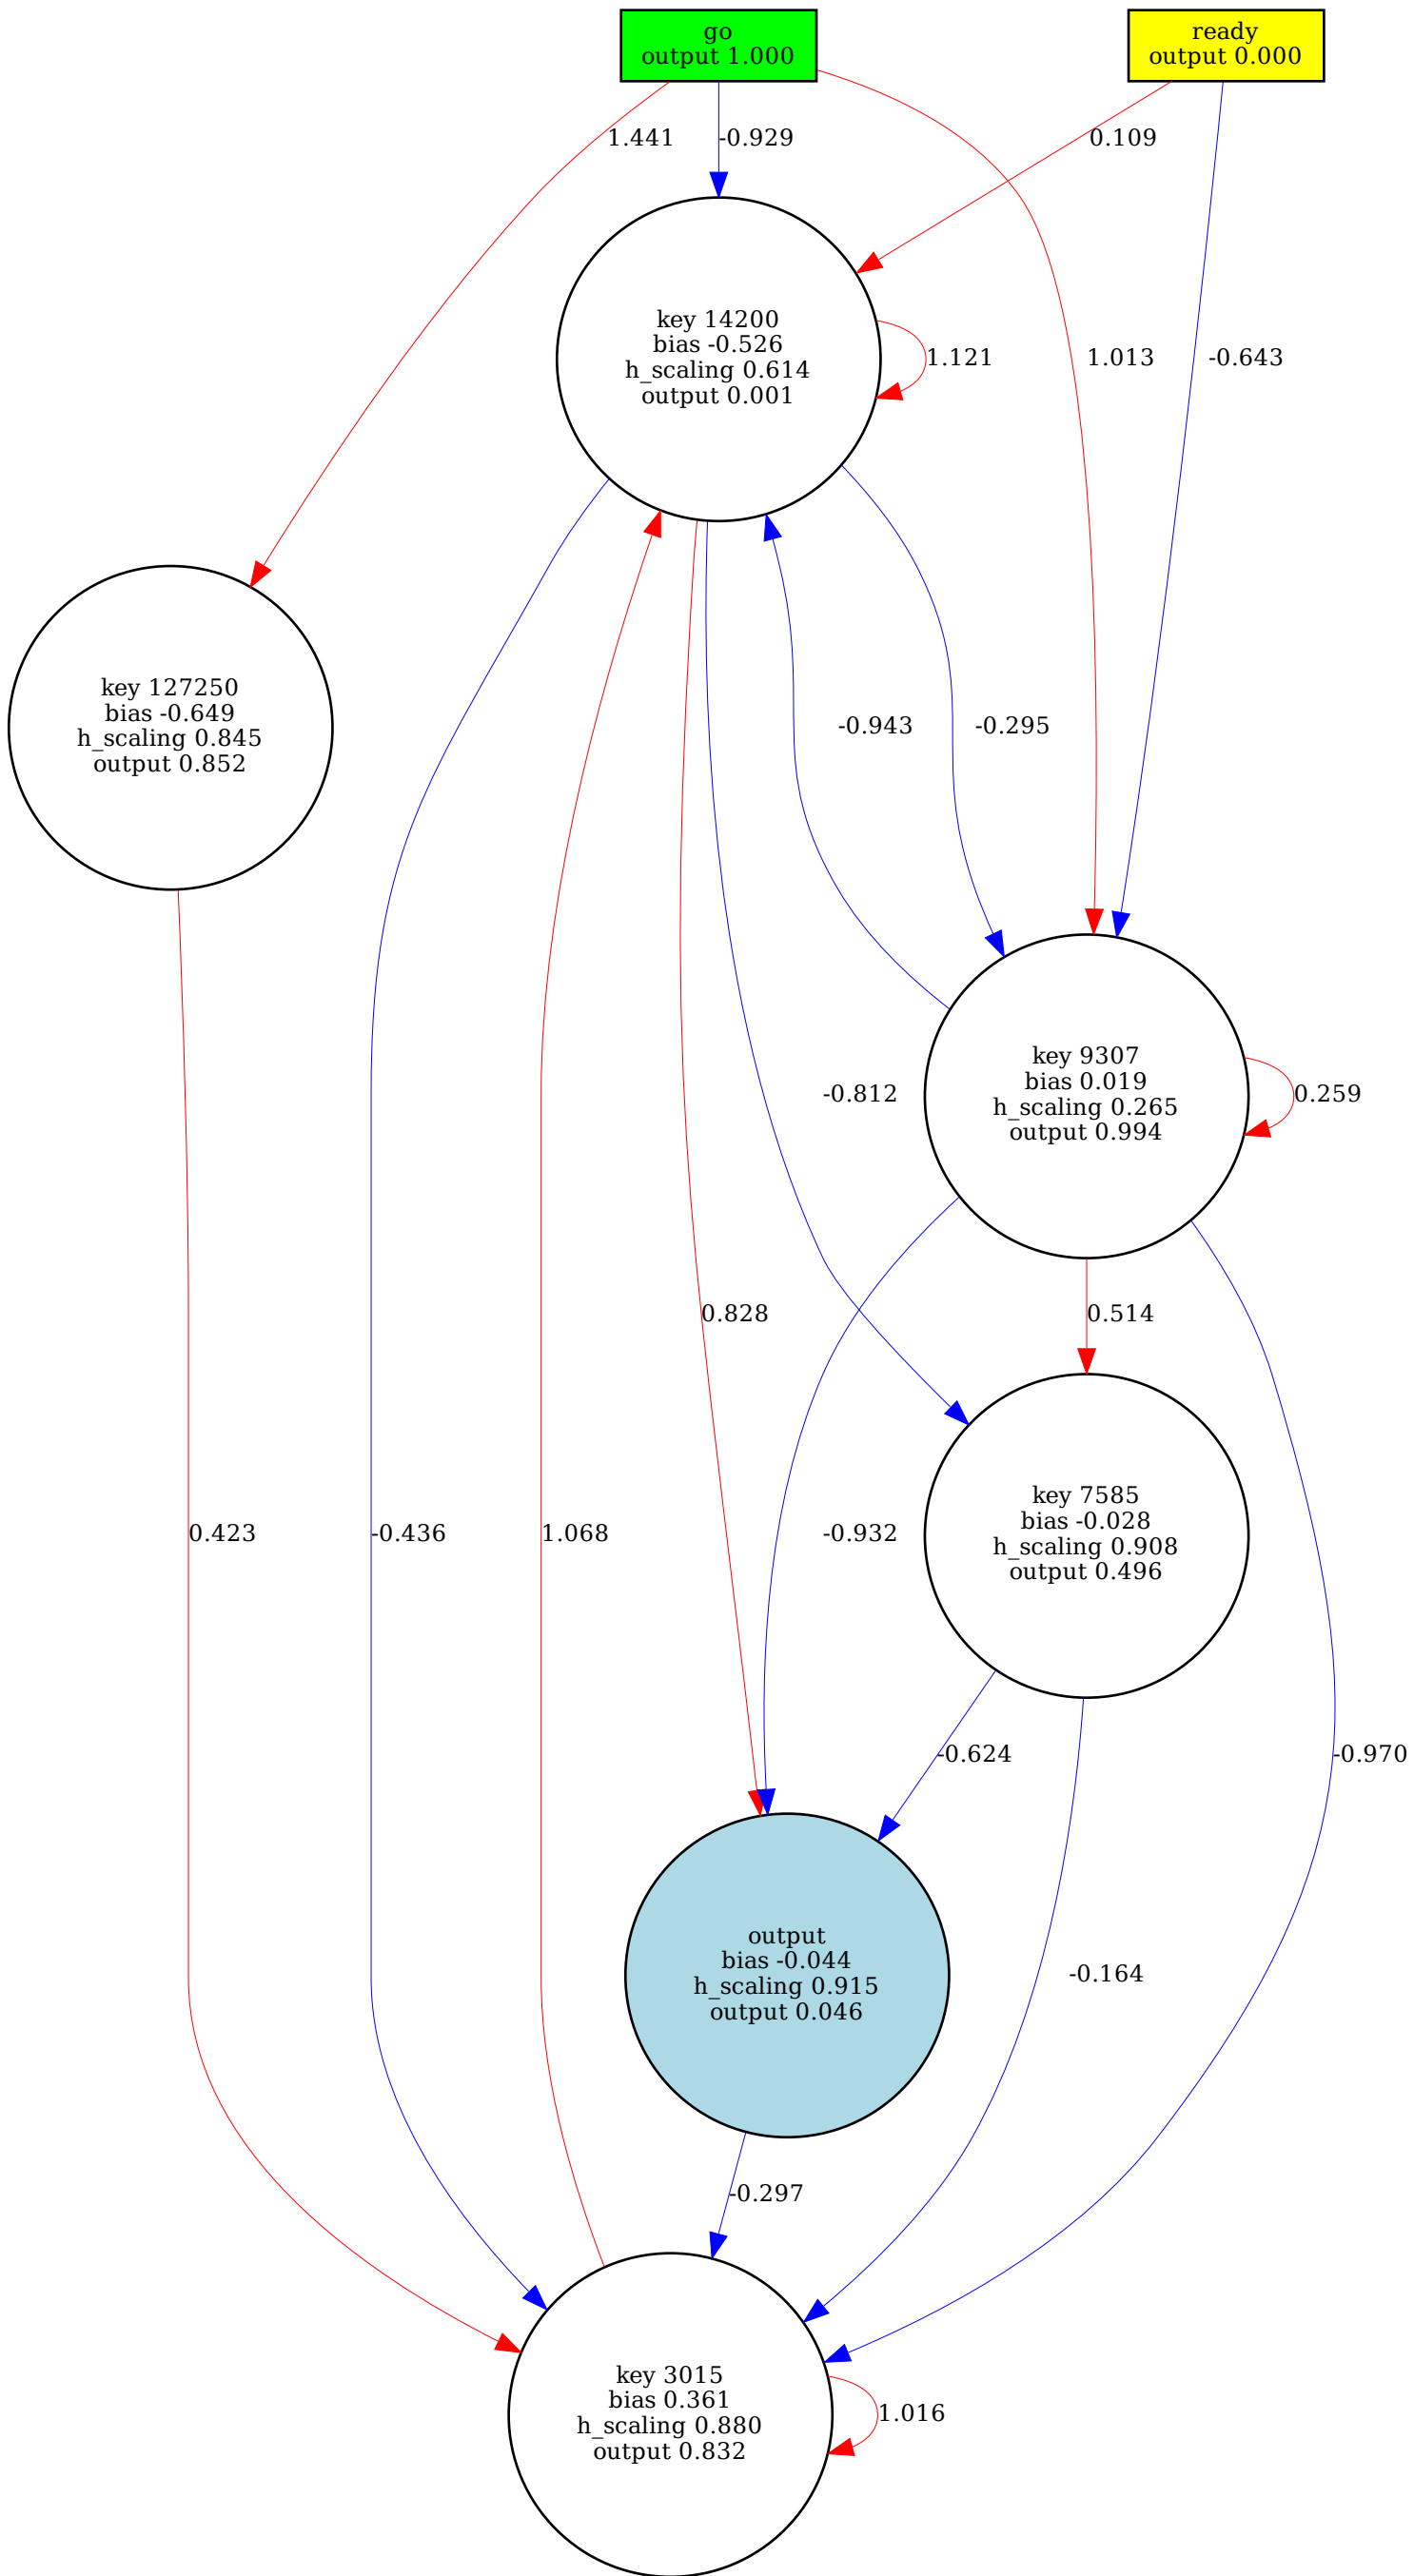 go
output 1.000
ready
output 0.000
1.441
-0.929
0.109
key 14200
bias -0.526
h_scaling 0.614
output 0.001
1.121
1.013
-0.643
key 127250
bias -0.649
h_scaling 0.845
output 0.852
-0.943
-0.295
key 9307
bias 0.019
h_scaling 0.265
output 0.994
-0.812
0.259
0.828
0.514
key 7585
bias -0.028
h_scaling 0.908
output 0.496
0.423
-0.436
1.068
-0.932
-0.624
-0.970
output
bias -0.044
h_scaling 0.915
output 0.046
-0.164
-0.297
key 3015
bias 0.361
h_scaling 0.880
output 0.832
1.016